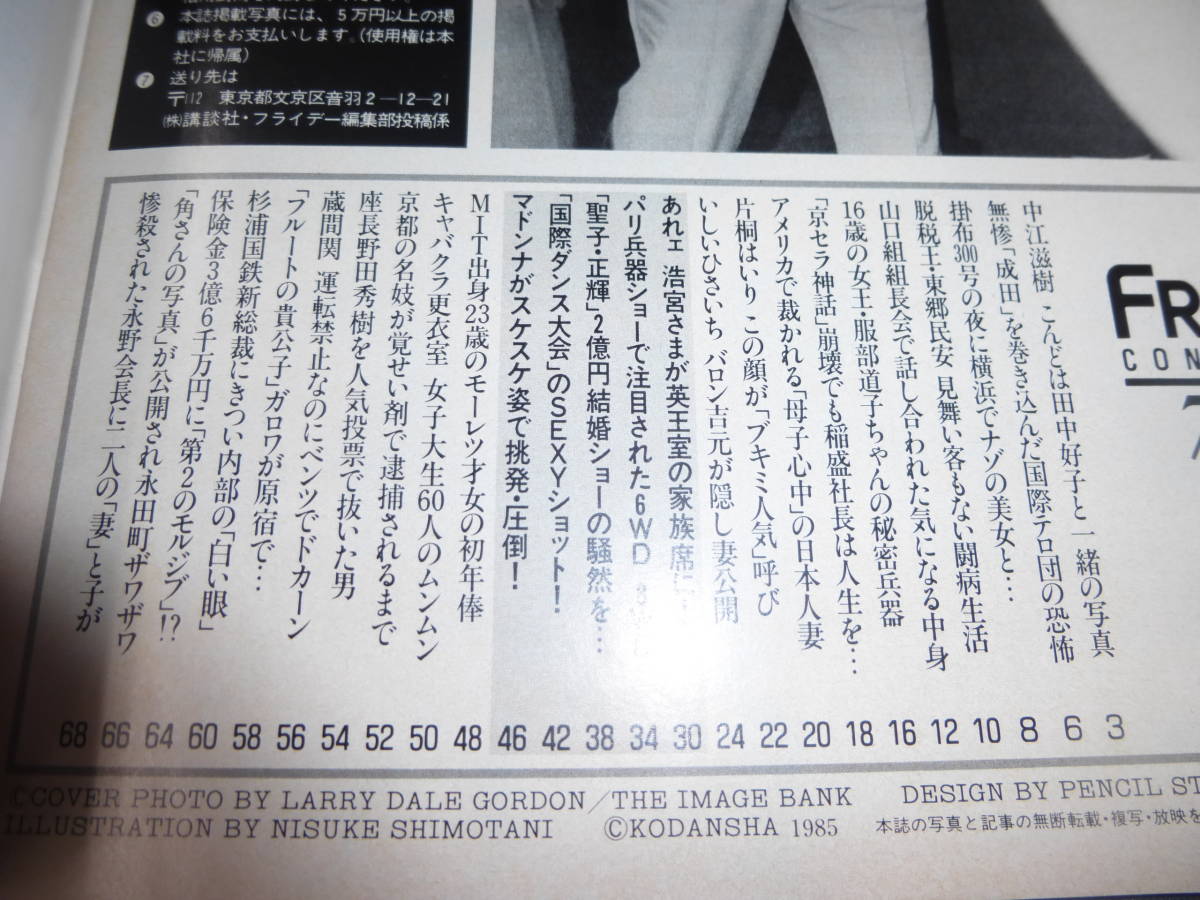 ⑥ 本誌掲載写真には、5万円以上の掲
載料をお支払いします。(使用権は本
社に帰属)
⑦ 送り先は
〒112 東京都文京区音羽2―12―21
㈱講談社・フライデー編集部投稿係
FR
CON
7
中江滋樹 こんどは田中好子と一緒の写真 3
無惨「成田」を巻き込んだ国際テロ団の恐怖 6
掛布300号の夜に横浜でナゾの美女と… 8
脱税王・東郷民安 見舞い客もない闘病生活 10
山口組組長会で話し合われた気になる中身 12
16歳の女王・服部道子ちゃんの秘密兵器 16
「京セラ神話」崩壊でも稲盛社長は人生を… 18
アメリカで裁かれる「母子心中」の日本人妻 20
片桐はいり この顔が「ブキミ人気」呼び 22
いしいひさいち バロン吉元が隠し妻公開 24
あれェ 浩宮さまが英王室の家族席に… 30
パリ兵器ショーで注目された6WD 34
「聖子・正輝」2億円結婚ショーの騒然を… 38
「国際ダンス大会」のSEXYショット! 42
マドンナがスケスケ姿で挑発・圧倒! 46
MIT出身23歳のモーレツ才女の初年俸 48
キャバクラ更衣室 女子大生60人のムンムン 50
京都の名妓が覚せい剤で逮捕されるまで 52
座長野田秀樹を人気投票で抜いた男 54
蔵間関 運転禁止なのにベンツでドカーン 56
「フルートの貴公子」ガロワが原宿で… 58
杉浦国鉄新総裁にきつい内部の「白い眼」 60
保険金3億6千万円に「第2のモルジブ」!? 64
「角さんの写真」が公開され永田町ザワザワ 66
惨殺された永野会長に二人の「妻」と子が 68
©COVER PHOTO BY LARRY DALE GORDON/THE IMAGE BANK DESIGN BY PENCIL ST
ILLUSTRATION BY NISUKE SHIMOTANI ©KODANSHA 1985 本誌の写真と記事の無断転載・複写・放映を